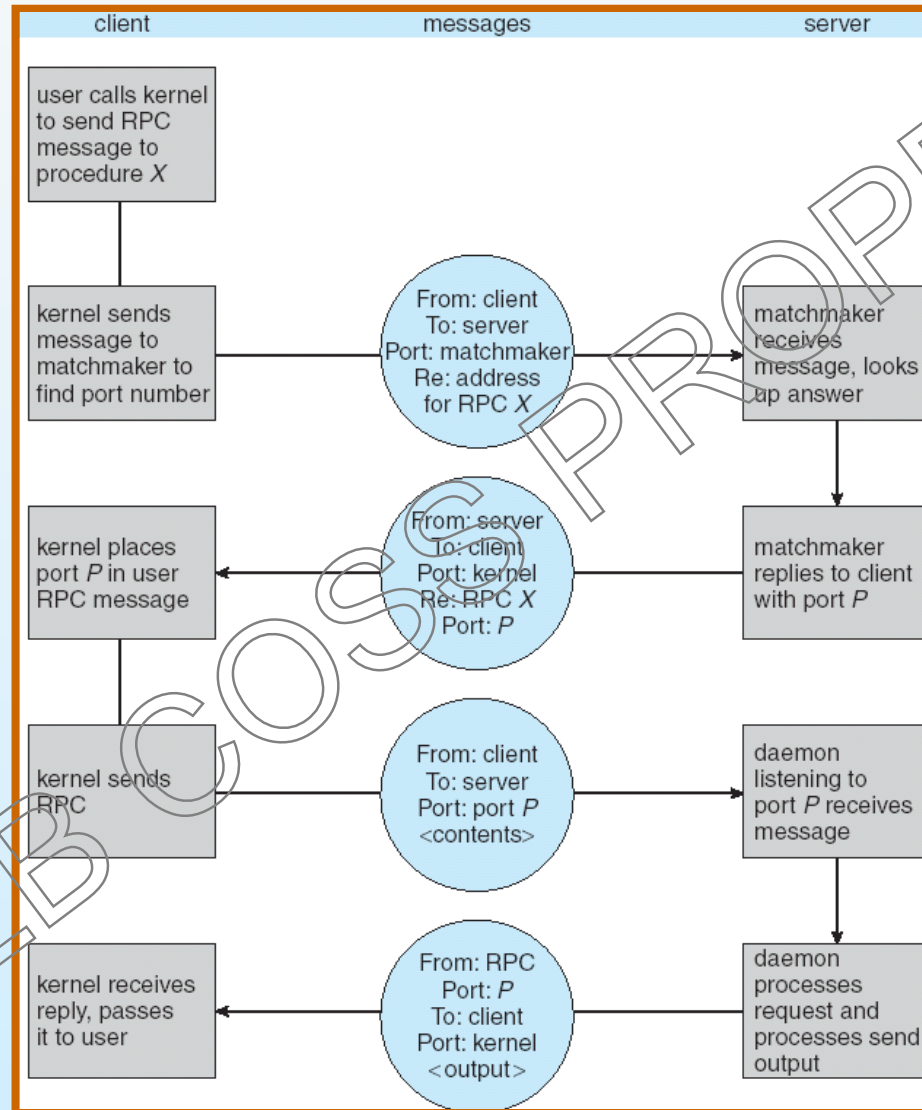 client messages server
user calls kernel
to send RPC
message to
procedure X
kernel sends
message to
matchmaker to
find port number
From: client
To: server
Port: matchmaker
Re: address
for RPC X
matchmaker
receives
message, looks
up answer
kernel places
port P in user
RPC message
From: server
To: client
Port: kernel
Re: RPC X
Port: P
matchmaker
replies to client
with port P
kernel sends
RPC
From: client
To: server
Port: port P
<contents>
daemon
listening to
port P receives
message
kernel receives
reply, passes
it to user
From: RPC
Port: P
To: client
Port: kernel
<output>
daemon
processes
request and
processes send
output
COSS